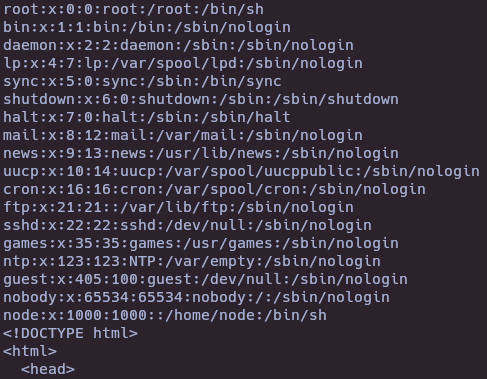 root:x:0:0:root:/root:/bin/sh
bin:x:1:1:bin:/bin:/sbin/nologin
daemon:x:2:2:daemon:/sbin:/sbin/nologin
lp:x:4:7:lp:/var/spool/lpd:/sbin/nologin
sync:x:5:0:sync:/sbin:/bin/sync
shutdown:x:6:0:shutdown:/sbin:/sbin/shutdown
halt:x:7:0:halt:/sbin:/sbin/halt
mail:x:8:12:mail:/var/mail:/sbin/nologin
news:x:9:13:news:/usr/lib/news:/sbin/nologin
uucp:x:10:14:uucp:/var/spool/uucppublic:/sbin/nologin
cron:x:16:16:cron:/var/spool/cron:/sbin/nologin
ftp:x:21:21::/var/lib/ftp:/sbin/nologin
sshd:x:22:22:sshd:/dev/null:/sbin/nologin
games:x:35:35:games:/usr/games:/sbin/nologin
ntp:x:123:123:NTP:/var/empty:/sbin/nologin
guest:x:405:100:guest:/dev/null:/sbin/nologin
nobody:x:65534:65534:nobody:/:/sbin/nologin
node:x:1000:1000::/home/node:/bin/sh
<!DOCTYPE html>
<html>
  <head>